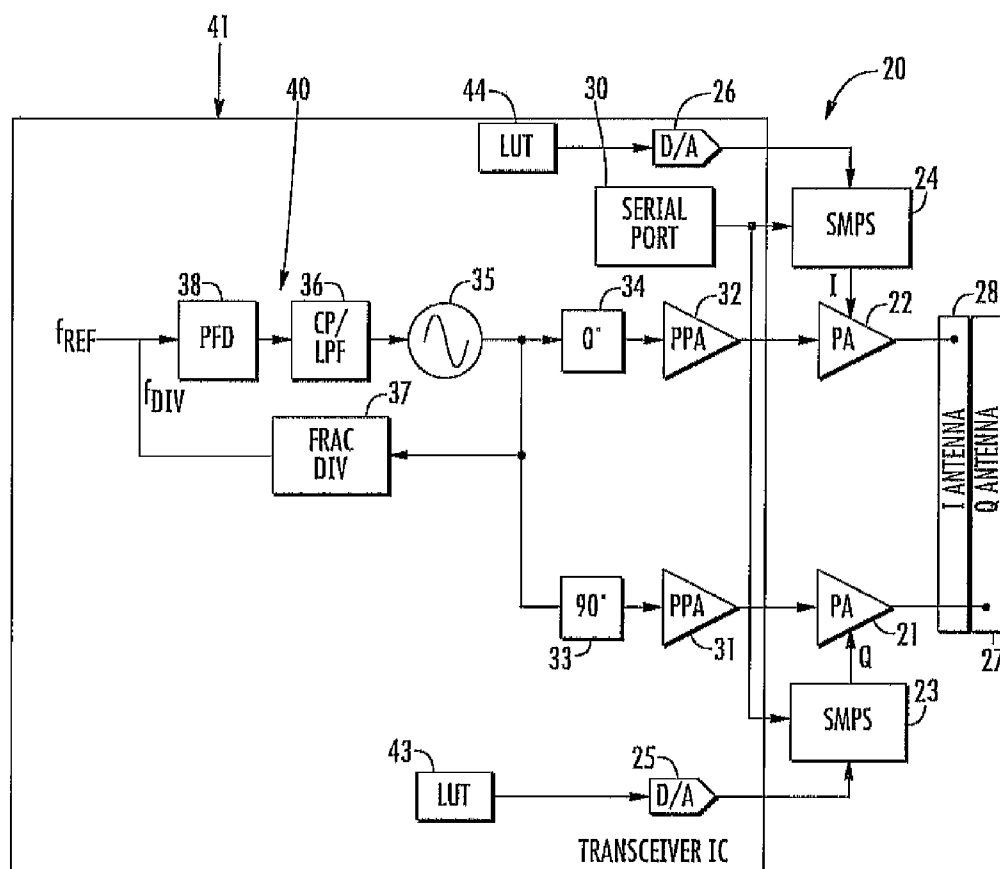 41
20
44
30
26
40
LUT
D/A
24
SERIAL
PORT
SMPS
I
38
36
35
34
32
22
28
fREF
PFD
CP/
LPF
0°
PPA
PA
fDIV
37
FRAC
DIV
I ANTENNA
Q ANTENNA
90°
PPA
PA
33
31
21
27
Q
SMPS
23
43
25
LUT
D/A
TRANSCEIVER IC